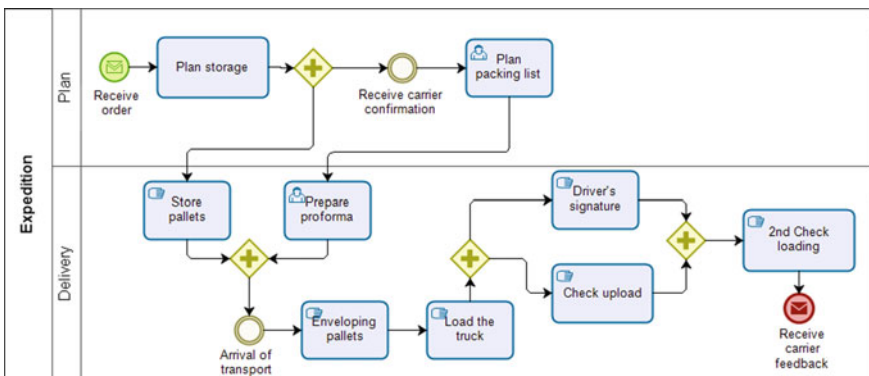 Expedition
Plan
Receive
order
Plan storage
Receive carrier
confirmation
Plan
packing list
Delivery
Store
pallets
Prepare
proforma
Arrival of
transport
Enveloping
pallets
Load the
truck
Driver's
signature
Check upload
2nd Check
loading
Receive
carrier
feedback